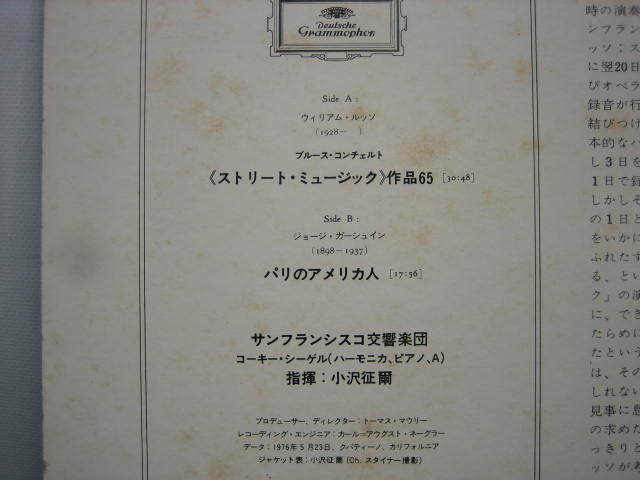 Deutsche
Grammophon
Side A :
ウィリアム・ルッソ
(1928－　)
ブルース・コンチェルト
《ストリート・ミュージック》作品65 [30:48]
Side B :
ジョージ・ガーシュイン
(1898－1937)
パリのアメリカ人 [17:56]
サンフランシスコ交響楽団
コーキー・シーゲル(ハーモニカ、ピアノ、A)
指揮：小沢征爾
プロデューサー、ディレクター：トーマス・マウリー
レコーディング・エンジニア：カール＝アウグスト・ネーグラー
データ：1976年5月23日、クパティーノ、カリフォルニア
ジャケット表：小沢征爾(Ch. スタイナー撮影)
時の演奏
ンフラン
ッソ：ス
に翌20日
びオペラ
録音が行
結びつけ
本的なバ
し3日を
1日で録
しかしそ
の1日と
をいかに
ふれたす
る、とい
ク」の演
に、でき
たらめに
たという
は、その
しれない
見事に息
の求めた
っきりと
ッソが考